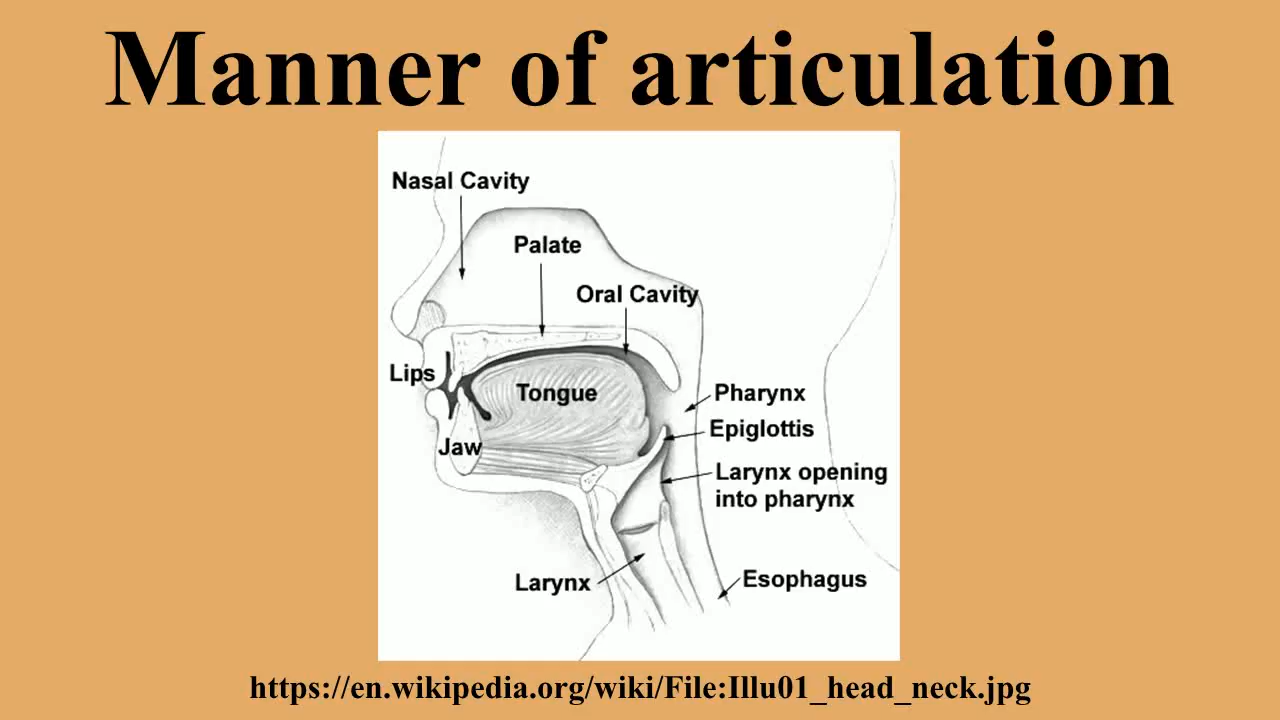 Manner of articulation
Nasal Cavity
Palate
Oral Cavity
Lips
Tongue
Pharynx
Epiglottis
Jaw
Larynx opening
into pharynx
Larynx
Esophagus
https://en.wikipedia.org/wiki/File:Illu01_head_neck.jpg